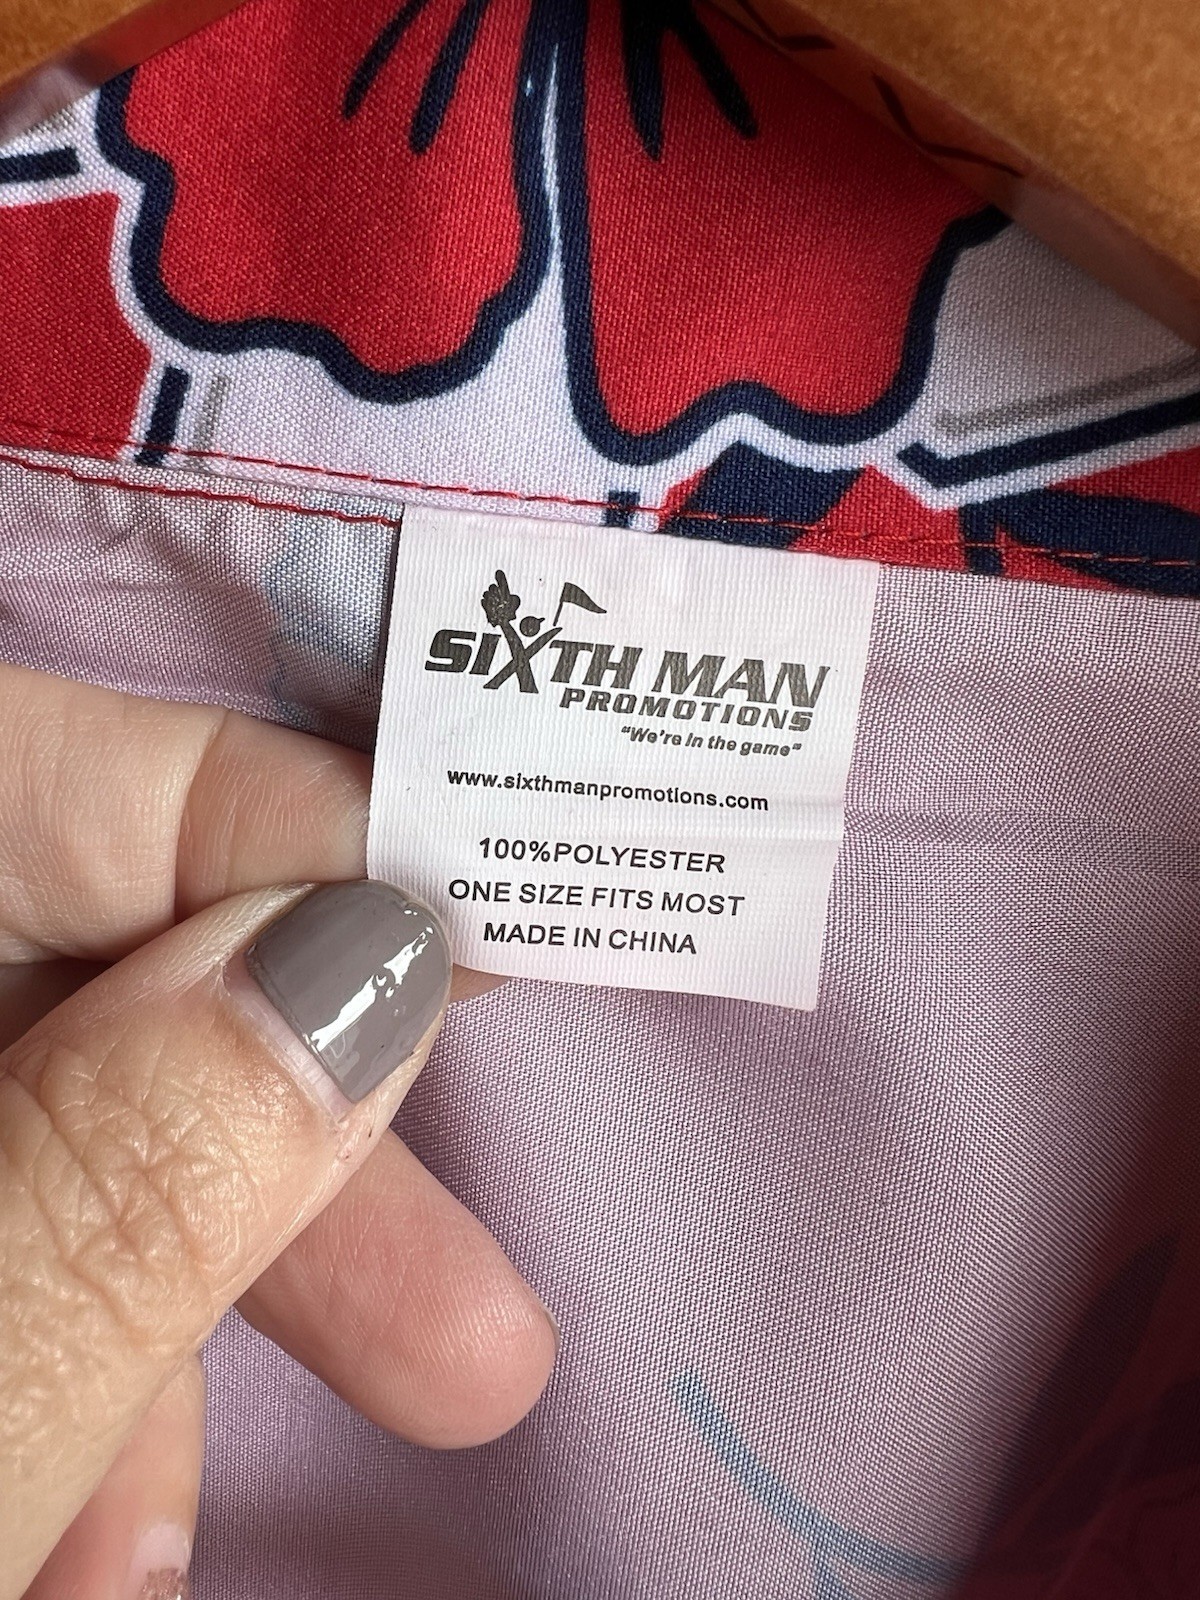 SIXTH MAN
PROMOTIONS
"We're in the game"
www.sixthmanpromotions.com
100%POLYESTER
ONE SIZE FITS MOST
MADE IN CHINA